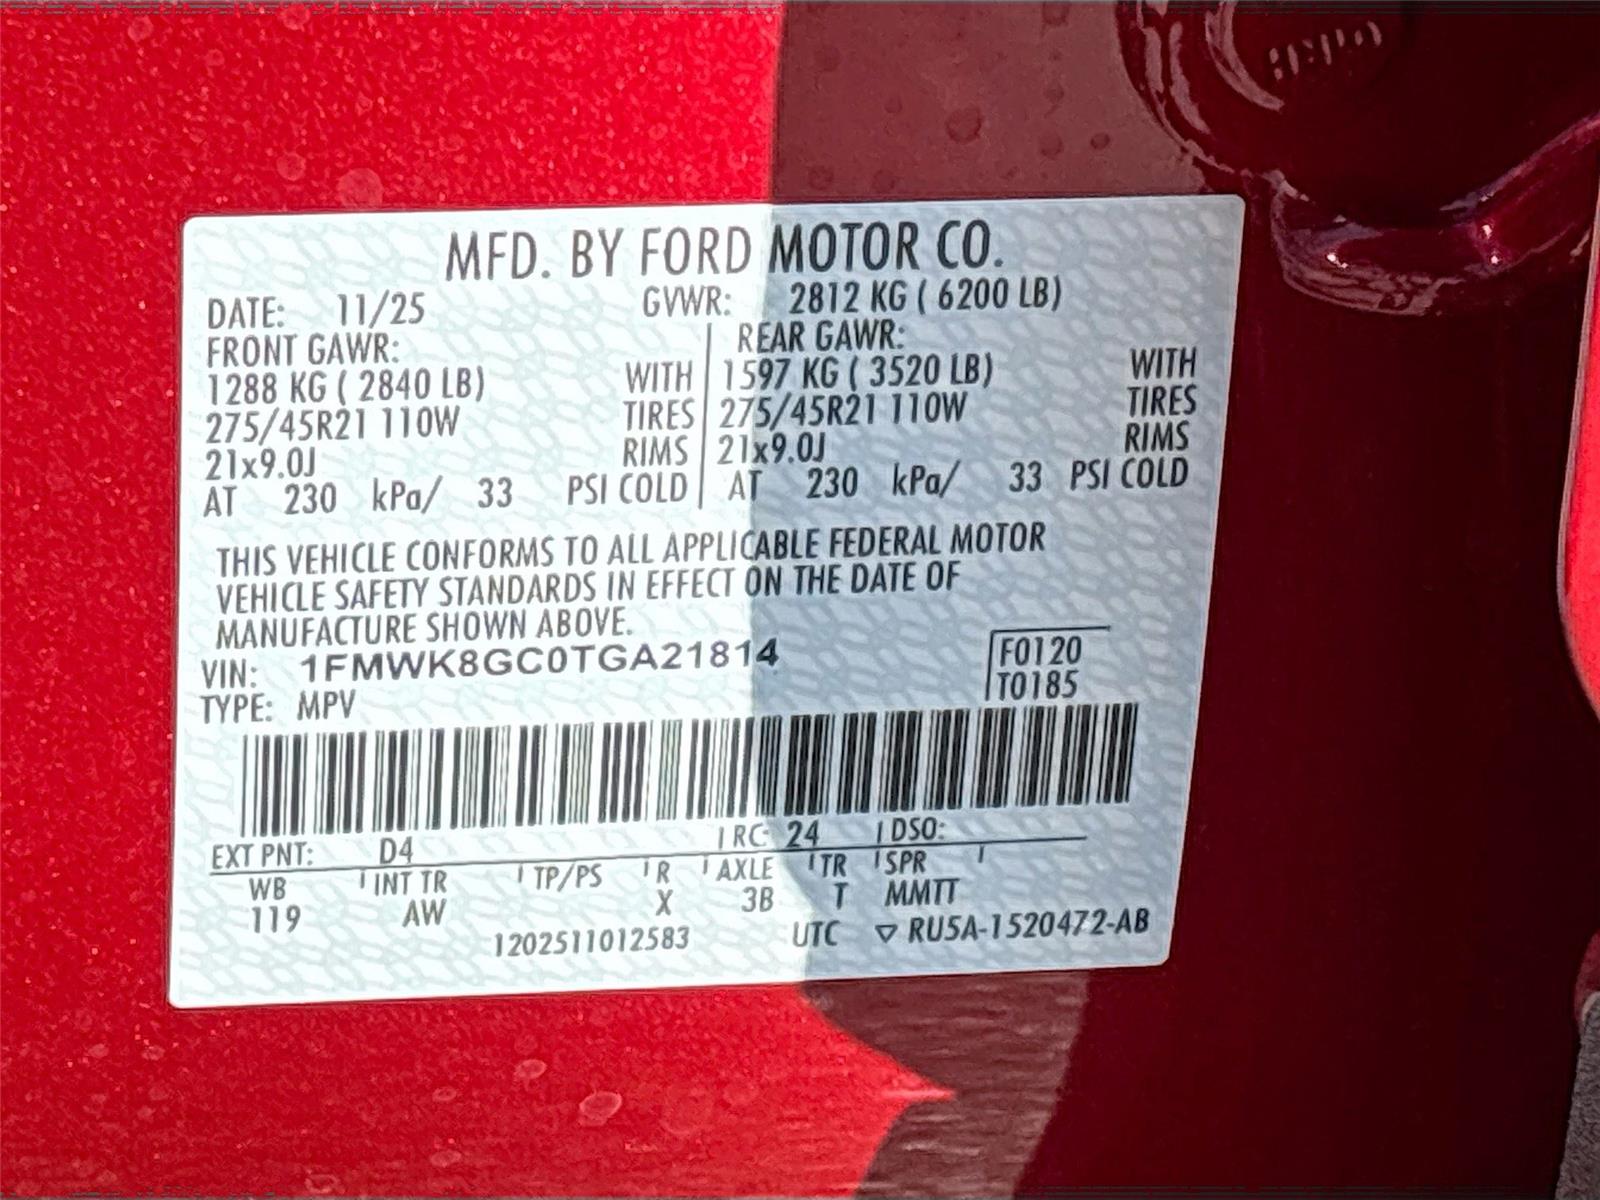 MFD. BY FORD MOTOR CO.
DATE: 11/25 GVWR: 2812 KG ( 6200 LB)
FRONT GAWR: REAR GAWR:
1288 KG ( 2840 LB) WITH 1597 KG ( 3520 LB) WITH
275/45R21 110W TIRES 275/45R21 110W TIRES
21x9.0J RIMS 21x9.0J RIMS
AT 230 kPa/ 33 PSI COLD AT 230 kPa/ 33 PSI COLD
THIS VEHICLE CONFORMS TO ALL APPLICABLE FEDERAL MOTOR
VEHICLE SAFETY STANDARDS IN EFFECT ON THE DATE OF
MANUFACTURE SHOWN ABOVE.
VIN: 1FMWK8GC0TGA21814 F0120
TYPE: MPV T0185
EXT PNT: D4 RC: 24 DSO:
WB INT TR TP/PS R AXLE TR SPR
119 AW X 3B T MMTT
1202511012583 UTC ▽ RU5A-1520472-AB